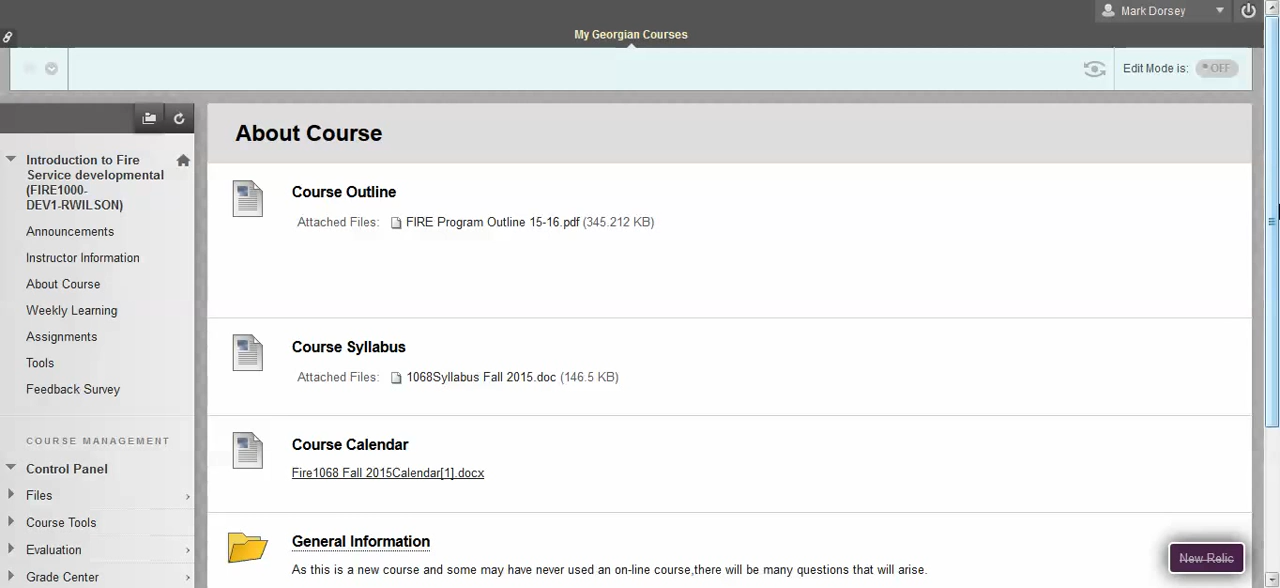 Mark Dorsey
My Georgian Courses
Edit Mode is: OFF
Introduction to Fire
Service developmental
(FIRE1000-
DEV1-RWILSON)
Announcements
Instructor Information
About Course
Weekly Learning
Assignments
Tools
Feedback Survey
COURSE MANAGEMENT
Control Panel
Files
Course Tools
Evaluation
Grade Center
About Course
Course Outline
Attached Files: FIRE Program Outline 15-16.pdf (345.212 KB)
Course Syllabus
Attached Files: 1068Syllabus Fall 2015.doc (146.5 KB)
Course Calendar
Fire1068 Fall 2015Calendar[1].docx
General Information
As this is a new course and some may have never used an on-line course,there will be many questions that will arise.
New Relic